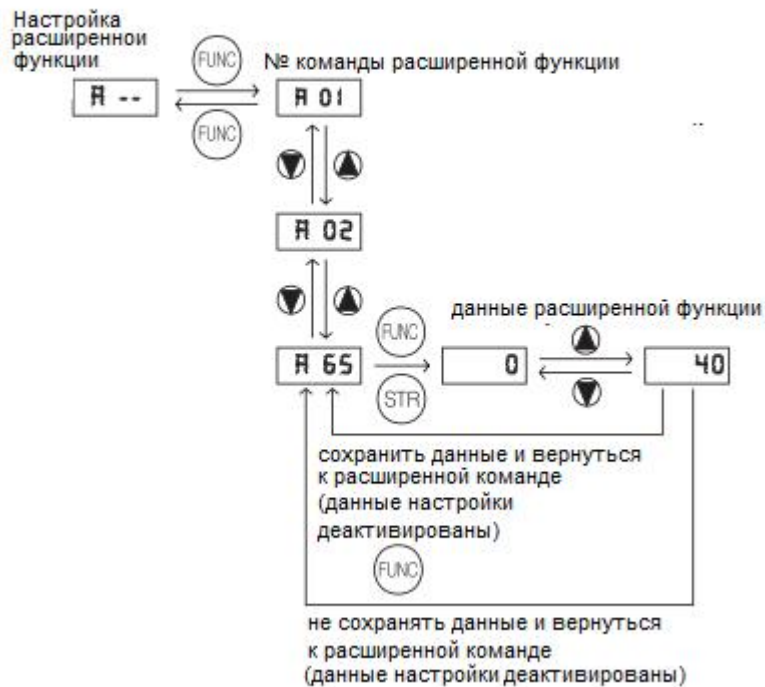 Настройка
расширенной
функции
FUNC
№ команды расширенной функции
A --
A 01
FUNC
A 02
данные расширенной функции
FUNC
A 65
0
40
STR
сохранить данные и вернуться
к расширенной команде
(данные настройки
деактивированы)
FUNC
не сохранять данные и вернуться
к расширенной команде
(данные настройки деактивированы)